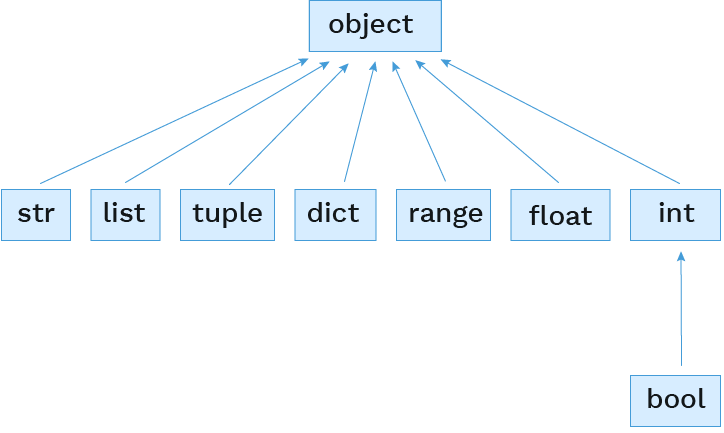 object
str
list
tuple
dict
range
float
int
bool